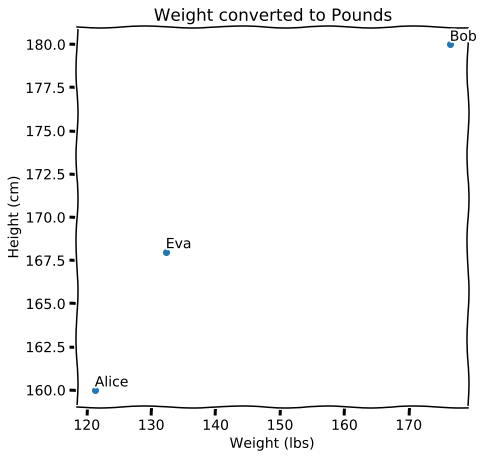 Weight converted to Pounds
Bob
180.0
177.5
175.0
172.5
170.0
Eva
167.5
165.0
162.5
Alice
160.0
Height (cm)
120 130 140 150 160 170
Weight (lbs)